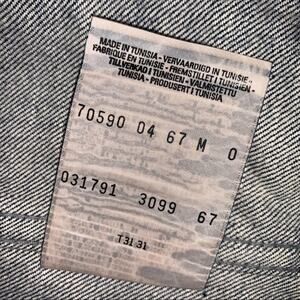 MADE IN TUNISIA - VERVAARDIGD IN TUNISIE -
FABRIQUE EN TUNISIE - FREMSTILLET I TUNESIEN -
TILLVERKAD I TUNISIEN - VALMISTETTU
TUNISIA - PRODUSERT I TUNISIA
70590 04 67 M 0
031791 3099 67
T31.31